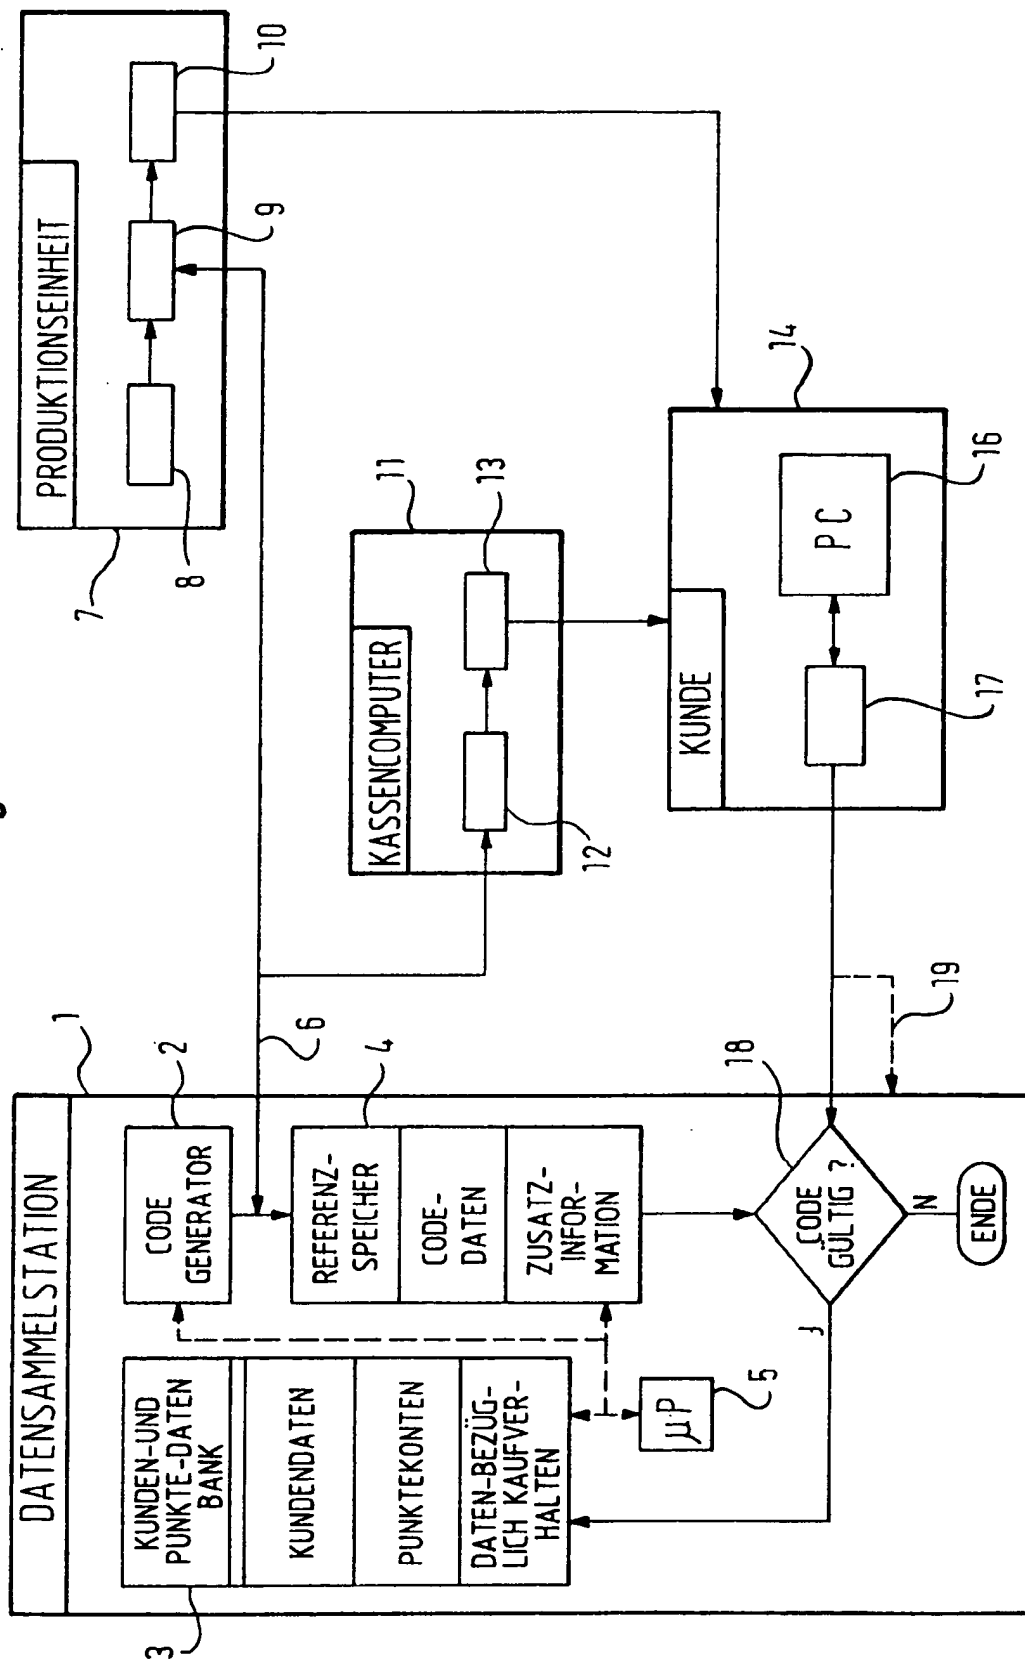 DATENSAMMELSTATION
1
KUNDEN-UND
PUNKTE-DATEN
BANK
KUNDENDATEN
PUNKTEKONTEN
DATEN-BEZÜG-
LICH KAUFVER-
HALTEN
3
CODE
GENERATOR
2
REFERENZ-
SPEICHER
CODE-
DATEN
ZUSATZ-
INFOR-
MATION
4
µP
5
6
CODE
GÜLTIG ?
18
J
N
ENDE
19
PRODUKTIONSEINHEIT
7
8
9
10
KASSENCOMPUTER
11
12
13
KUNDE
14
PC
16
17